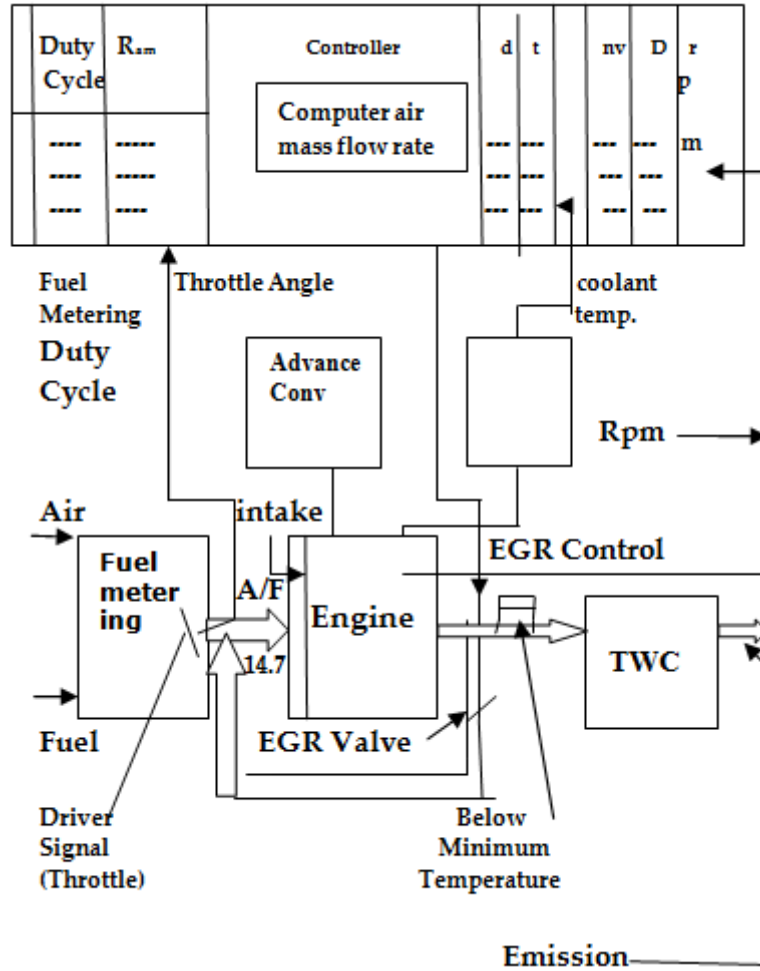 Duty Ram Controller d t nv D r
Cycle p
Computer air
mass flow rate
---- ----- --- --- --- --- m
---- ---- --- --- --- ---
---- ---- --- --- --- ---
Fuel
Metering
Duty
Cycle
Throttle Angle
coolant
temp.
Advance
Conv
Rpm
Air
intake
EGR Control
Fuel
meter
ing
A/F
14.7
Engine
TWC
Fuel
EGR Valve
Driver
Signal
(Throttle)
Below
Minimum
Temperature
Emission